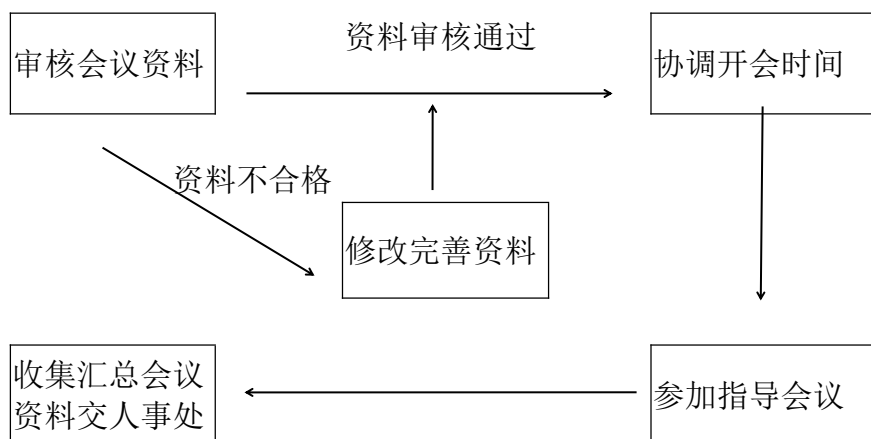 资料审核通过
审核会议资料
协调开会时间
资料不合格
修改完善资料
收集汇总会议
资料交人事处
参加指导会议